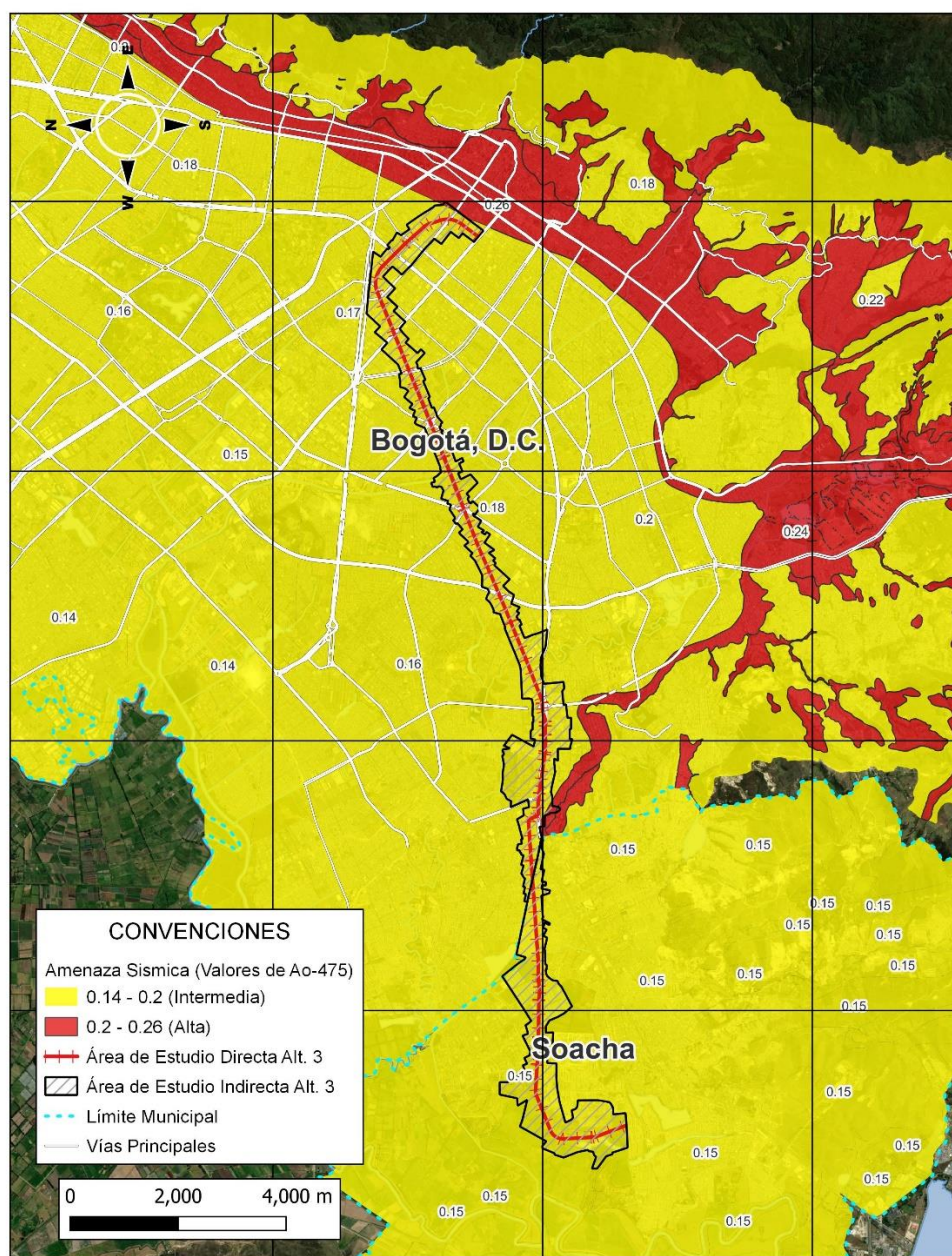 0.2
E
N
S
W
0.18
0.18
0.26
0.22
0.16
0.17
Bogotá, D.C.
0.15
0.18
0.2
0.24
0.14
0.14
0.16
0.15
0.15
0.15
0.15
0.15
0.15
0.15
0.15
0.15
Soacha
0.15
0.15
0.15
0.15
0.15
0.15
0.15
0.15
CONVENCIONES
Amenaza Sismica (Valores de Ao-475)
0.14 - 0.2 (Intermedia)
0.2 - 0.26 (Alta)
Área de Estudio Directa Alt. 3
Área de Estudio Indirecta Alt. 3
Límite Municipal
Vías Principales
0 2,000 4,000 m